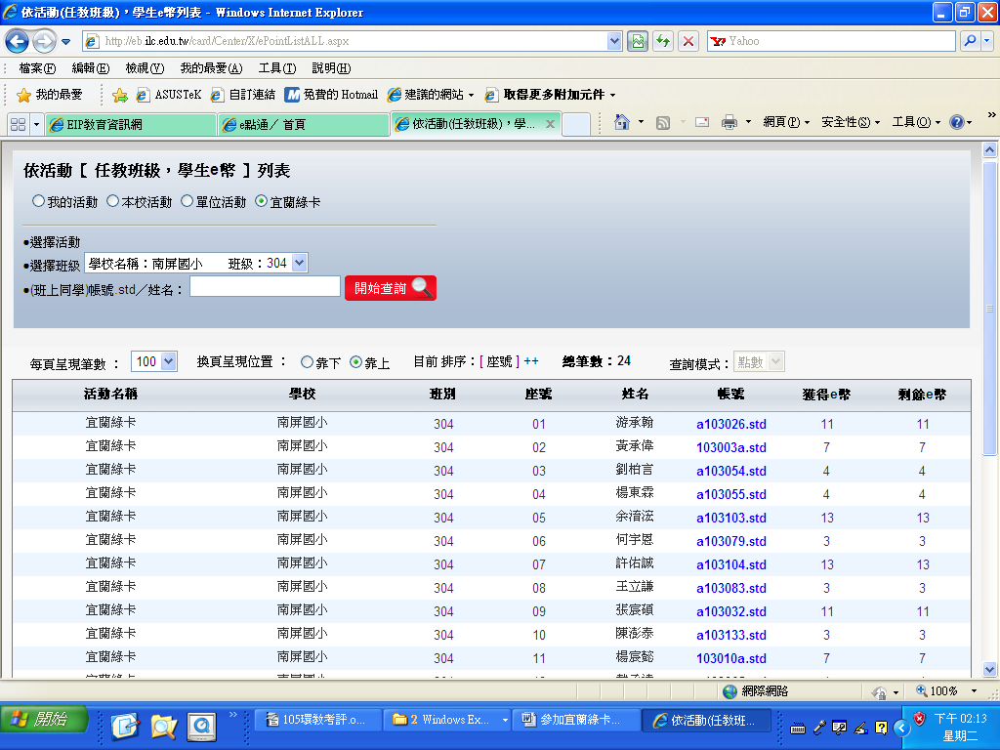 依活動(任教班級)，學生e幣列表 - Windows Internet Explorer
http://eb.ilc.edu.tw/card/Center/X/ePointListALL.aspx Yahoo
檔案(F) 編輯(E) 檢視(V) 我的最愛(A) 工具(T) 說明(H)
我的最愛 ASUSTeK 自訂連結 免費的 Hotmail 建議的網站 取得更多附加元件
EIP教育資訊網 e點通／ 首頁 依活動(任教班級)，學... 網頁(P) 安全性(S) 工具(O)
依活動 [ 任教班級，學生e幣 ] 列表
我的活動 本校活動 單位活動 宜蘭綠卡
●選擇活動
●選擇班級 學校名稱：南屏國小 班級：304
●(班上同學)帳號.std／姓名： 開始查詢
每頁呈現筆數 ： 100 換頁呈現位置 ： 靠下 靠上 目前 排序：[ 座號 ] ++ 總筆數：24 查詢模式： 點數
活動名稱 學校 班別 座號 姓名 帳號 獲得e幣 剩餘e幣
宜蘭綠卡 南屏國小 304 01 游承翰 a103026.std 11 11
宜蘭綠卡 南屏國小 304 02 黃承偉 103003a.std 7 7
宜蘭綠卡 南屏國小 304 03 劉柏言 a103054.std 4 4
宜蘭綠卡 南屏國小 304 04 楊東霖 a103055.std 4 4
宜蘭綠卡 南屏國小 304 05 余淯浤 a103103.std 13 13
宜蘭綠卡 南屏國小 304 06 何宇恩 a103079.std 3 3
宜蘭綠卡 南屏國小 304 07 許佑誠 a103104.std 13 13
宜蘭綠卡 南屏國小 304 08 王立謙 a103083.std 3 3
宜蘭綠卡 南屏國小 304 09 張宸碩 a103032.std 11 11
宜蘭綠卡 南屏國小 304 10 陳澎泰 a103133.std 3 3
宜蘭綠卡 南屏國小 304 11 楊宸懿 103010a.std 7 7
網際網路 100%
開始 105環教考評.o... 2 Windows Ex... 參加宜蘭綠卡... 依活動(任教班... 下午 02:13
星期二